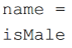 name =
isMale